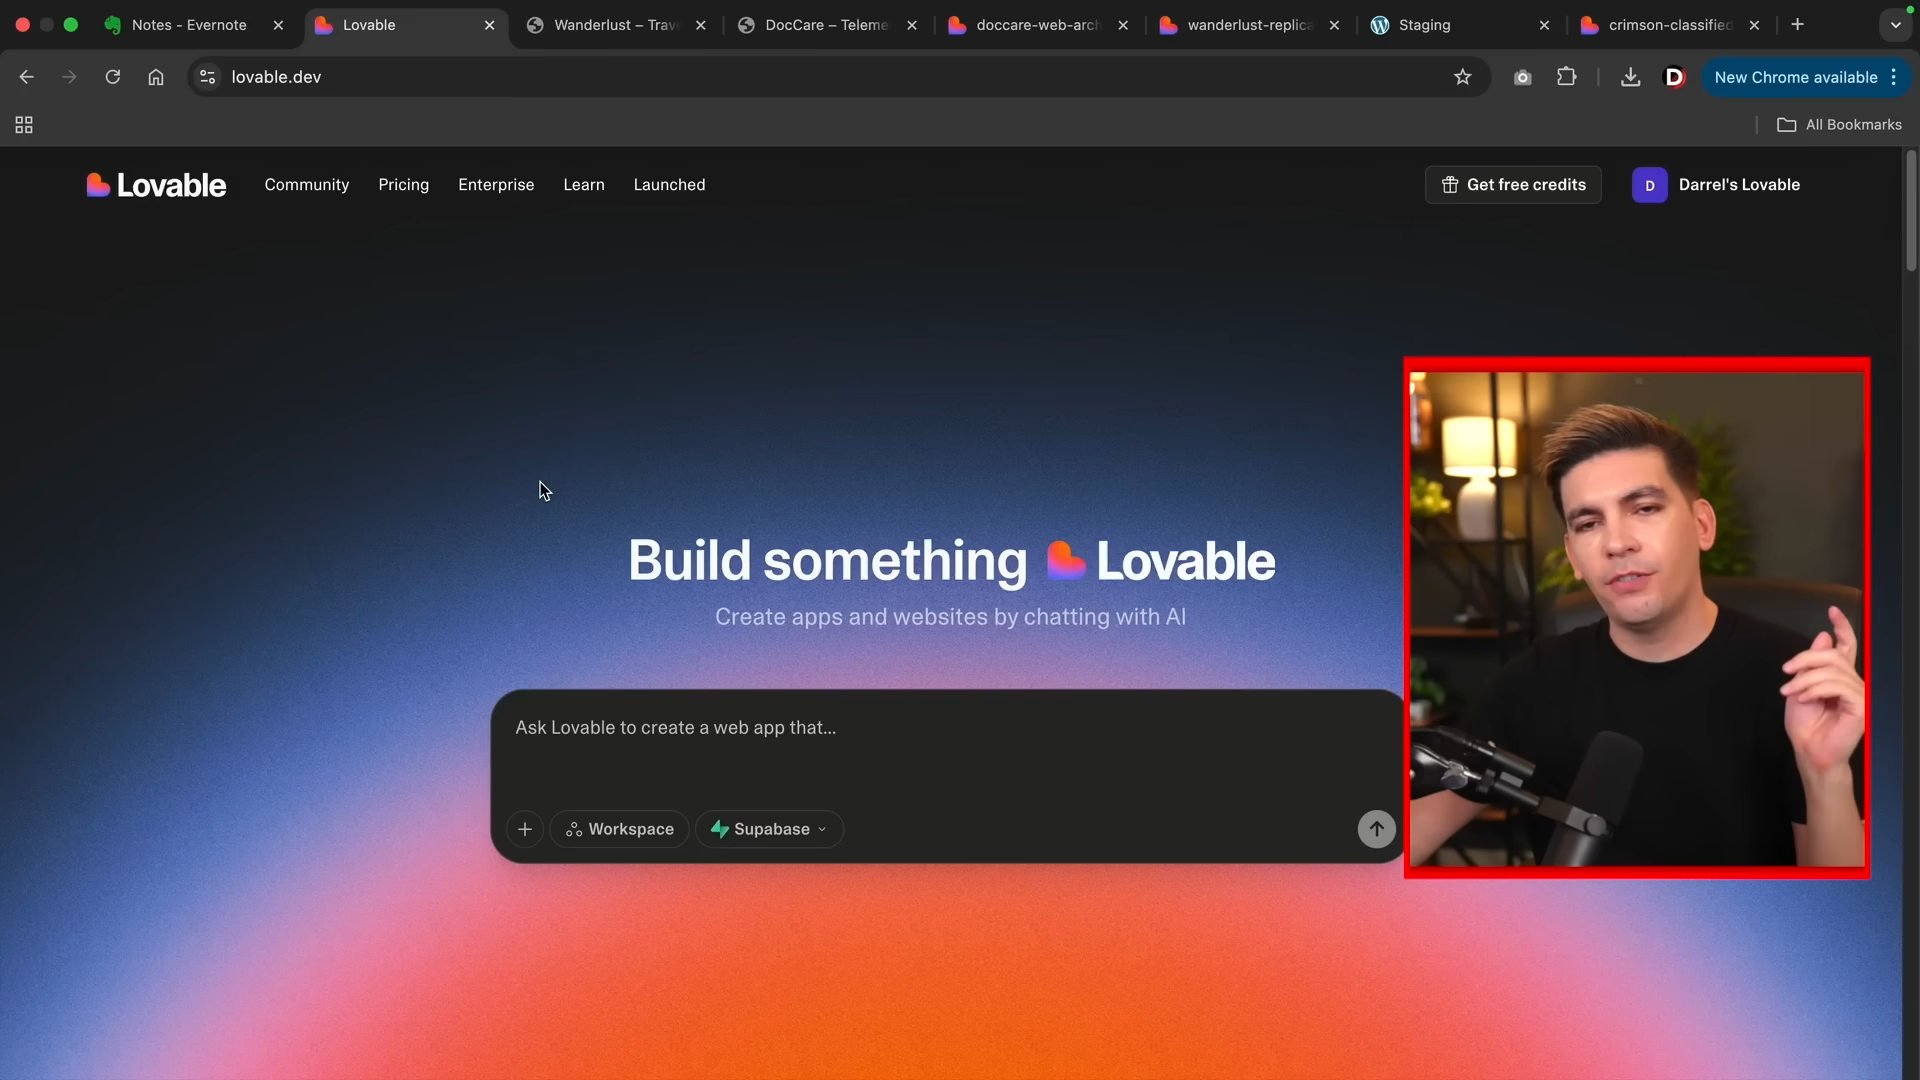 Notes - Evernote
Lovable
Wanderlust – Trav
DocCare – Teleme
doccare-web-arch
wanderlust-replica
Staging
crimson-classified
lovable.dev
New Chrome available
All Bookmarks
Lovable
Community
Pricing
Enterprise
Learn
Launched
Get free credits
D
Darrel's Lovable
Build something Lovable
Create apps and websites by chatting with AI
Ask Lovable to create a web app that...
Workspace
Supabase